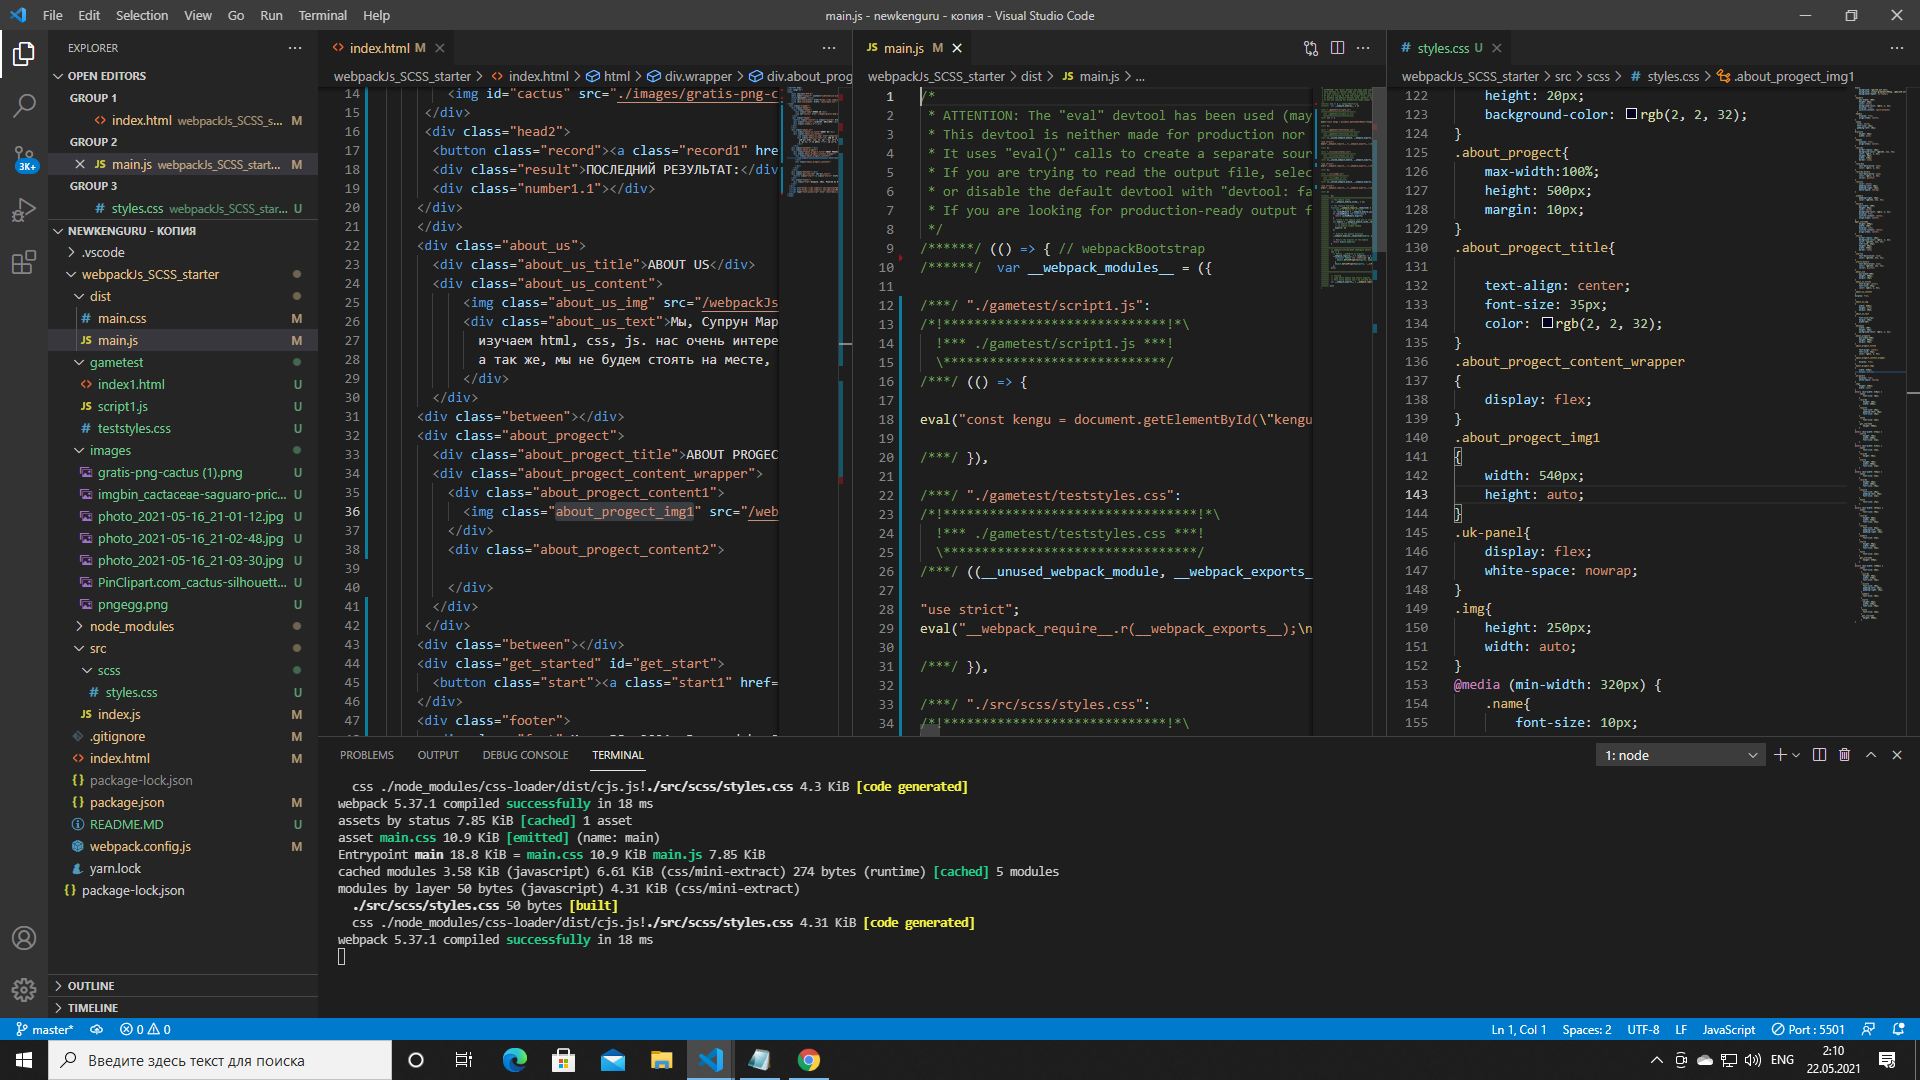 File Edit Selection View Go Run Terminal Help
main.js - newkenguru - копия - Visual Studio Code
EXPLORER
OPEN EDITORS
GROUP 1
index.html webpackJs_SCSS_s... M
GROUP 2
JS main.js webpackJs_SCSS_start... M
GROUP 3
# styles.css webpackJs_SCSS_star... U
NEWKENGURU - КОПИЯ
.vscode
webpackJs_SCSS_starter
dist
# main.css M
JS main.js M
gametest
index1.html U
JS script1.js U
# teststyles.css U
images
gratis-png-cactus (1).png U
imgbin_cactaceae-saguaro-pric... U
photo_2021-05-16_21-01-12.jpg U
photo_2021-05-16_21-02-48.jpg U
photo_2021-05-16_21-03-30.jpg U
PinClipart.com_cactus-silhouett... U
pngegg.png U
node_modules
src
scss
# styles.css U
JS index.js M
.gitignore M
index.html M
{} package-lock.json
{} package.json M
README.MD U
webpack.config.js M
yarn.lock
{} package-lock.json
OUTLINE
TIMELINE
3K+
index.html M
webpackJs_SCSS_starter > index.html > html > div.wrapper > div.about_prog
14 <img id="cactus" src="./images/gratis-png-c
15 </div>
16 <div class="head2">
17 <button class="record"><a class="record1" hre
18 <div class="result">ПОСЛЕДНИЙ РЕЗУЛЬТАТ:</div
19 <div class="number1.1"></div>
20 </div>
21 </div>
22 <div class="about_us">
23 <div class="about_us_title">ABOUT US</div>
24 <div class="about_us_content">
25 <img class="about_us_img" src="/webpackJs
26 <div class="about_us_text">Мы, Супрун Мар
27 изучаем html, css, js. нас очень интере
28 а так же, мы не будем стоять на месте,
29 </div>
30 </div>
31 <div class="between"></div>
32 <div class="about_progect">
33 <div class="about_progect_title">ABOUT PROGEC
34 <div class="about_progect_content_wrapper">
35 <div class="about_progect_content1">
36 <img class="about_progect_img1" src="/web
37 </div>
38 <div class="about_progect_content2">
39
40 </div>
41 </div>
42 </div>
43 <div class="between"></div>
44 <div class="get_started" id="get_start">
45 <button class="start"><a class="start1" href=
46 </div>
47 <div class="footer">
JS main.js M
webpackJs_SCSS_starter > dist > JS main.js > ...
1 /*
2 * ATTENTION: The "eval" devtool has been used (may
3 * This devtool is neither made for production nor
4 * It uses "eval()" calls to create a separate sour
5 * If you are trying to read the output file, selec
6 * or disable the default devtool with "devtool: fa
7 * If you are looking for production-ready output f
8 */
9 /******/ (() => { // webpackBootstrap
10 /******/ var __webpack_modules__ = ({
11
12 /***/ "./gametest/script1.js":
13 /*!*****************************!*\
14 !*** ./gametest/script1.js ***!
15 \*****************************/
16 /***/ (() => {
17
18 eval("const kengu = document.getElementById(\"kengu
19
20 /***/ }),
21
22 /***/ "./gametest/teststyles.css":
23 /*!*********************************!*\
24 !*** ./gametest/teststyles.css ***!
25 \*********************************/
26 /***/ ((__unused_webpack_module, __webpack_exports_
27
28 "use strict";
29 eval("__webpack_require__.r(__webpack_exports__);\n
30
31 /***/ }),
32
33 /***/ "./src/scss/styles.css":
34 /*!*****************************!*\
# styles.css U
webpackJs_SCSS_starter > src > scss > # styles.css > .about_progect_img1
122 height: 20px;
123 background-color: rgb(2, 2, 32);
124 }
125 .about_progect{
126 max-width:100%;
127 height: 500px;
128 margin: 10px;
129 }
130 .about_progect_title{
131
132 text-align: center;
133 font-size: 35px;
134 color: rgb(2, 2, 32);
135 }
136 .about_progect_content_wrapper
137 {
138 display: flex;
139 }
140 .about_progect_img1
141 {
142 width: 540px;
143 height: auto;
144 }
145 .uk-panel{
146 display: flex;
147 white-space: nowrap;
148 }
149 .img{
150 height: 250px;
151 width: auto;
152 }
153 @media (min-width: 320px) {
154 .name{
155 font-size: 10px;
PROBLEMS OUTPUT DEBUG CONSOLE TERMINAL
1: node
css ./node_modules/css-loader/dist/cjs.js!./src/scss/styles.css 4.3 KiB [code generated]
webpack 5.37.1 compiled successfully in 18 ms
assets by status 7.85 KiB [cached] 1 asset
asset main.css 10.9 KiB [emitted] (name: main)
Entrypoint main 18.8 KiB = main.css 10.9 KiB main.js 7.85 KiB
cached modules 3.58 KiB (javascript) 6.61 KiB (css/mini-extract) 274 bytes (runtime) [cached] 5 modules
modules by layer 50 bytes (javascript) 4.31 KiB (css/mini-extract)
./src/scss/styles.css 50 bytes [built]
css ./node_modules/css-loader/dist/cjs.js!./src/scss/styles.css 4.31 KiB [code generated]
webpack 5.37.1 compiled successfully in 18 ms
master* 0 0
Ln 1, Col 1 Spaces: 2 UTF-8 LF JavaScript Port : 5501
Введите здесь текст для поиска
ENG
2:10
22.05.2021